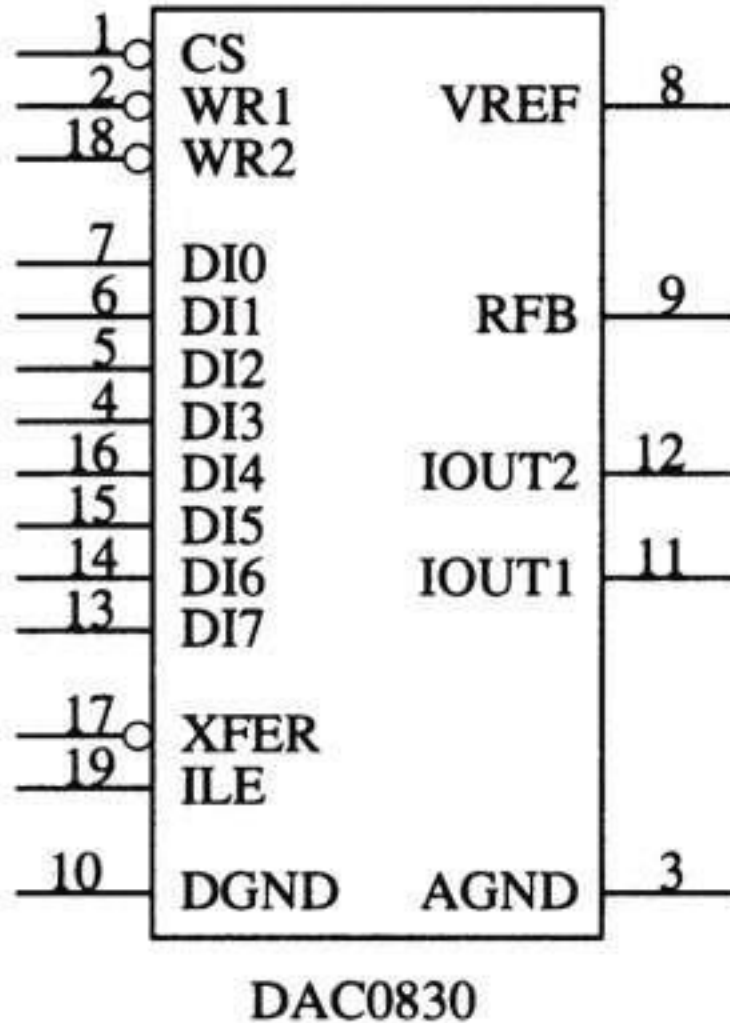 1 CS
2 WR1 VREF 8
18 WR2
7 DI0
6 DI1 RFB 9
5 DI2
4 DI3
16 DI4 IOUT2 12
15 DI5
14 DI6 IOUT1 11
13 DI7
17 XFER
19 ILE
10 DGND AGND 3
DAC0830